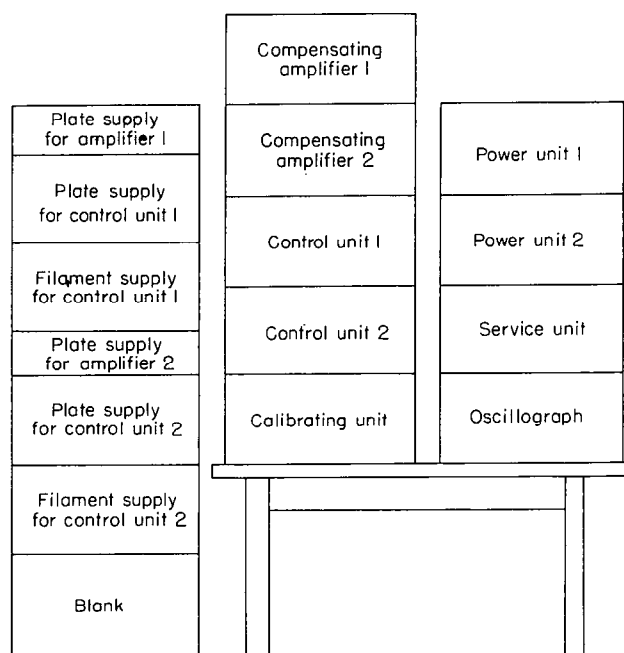 Plate supply
for amplifier 1
Plate supply
for control unit 1
Filament supply
for control unit 1
Plate supply
for amplifier 2
Plate supply
for control unit 2
Filament supply
for control unit 2
Blank
Compensating
amplifier 1
Compensating
amplifier 2
Control unit 1
Control unit 2
Calibrating unit
Power unit 1
Power unit 2
Service unit
Oscillograph